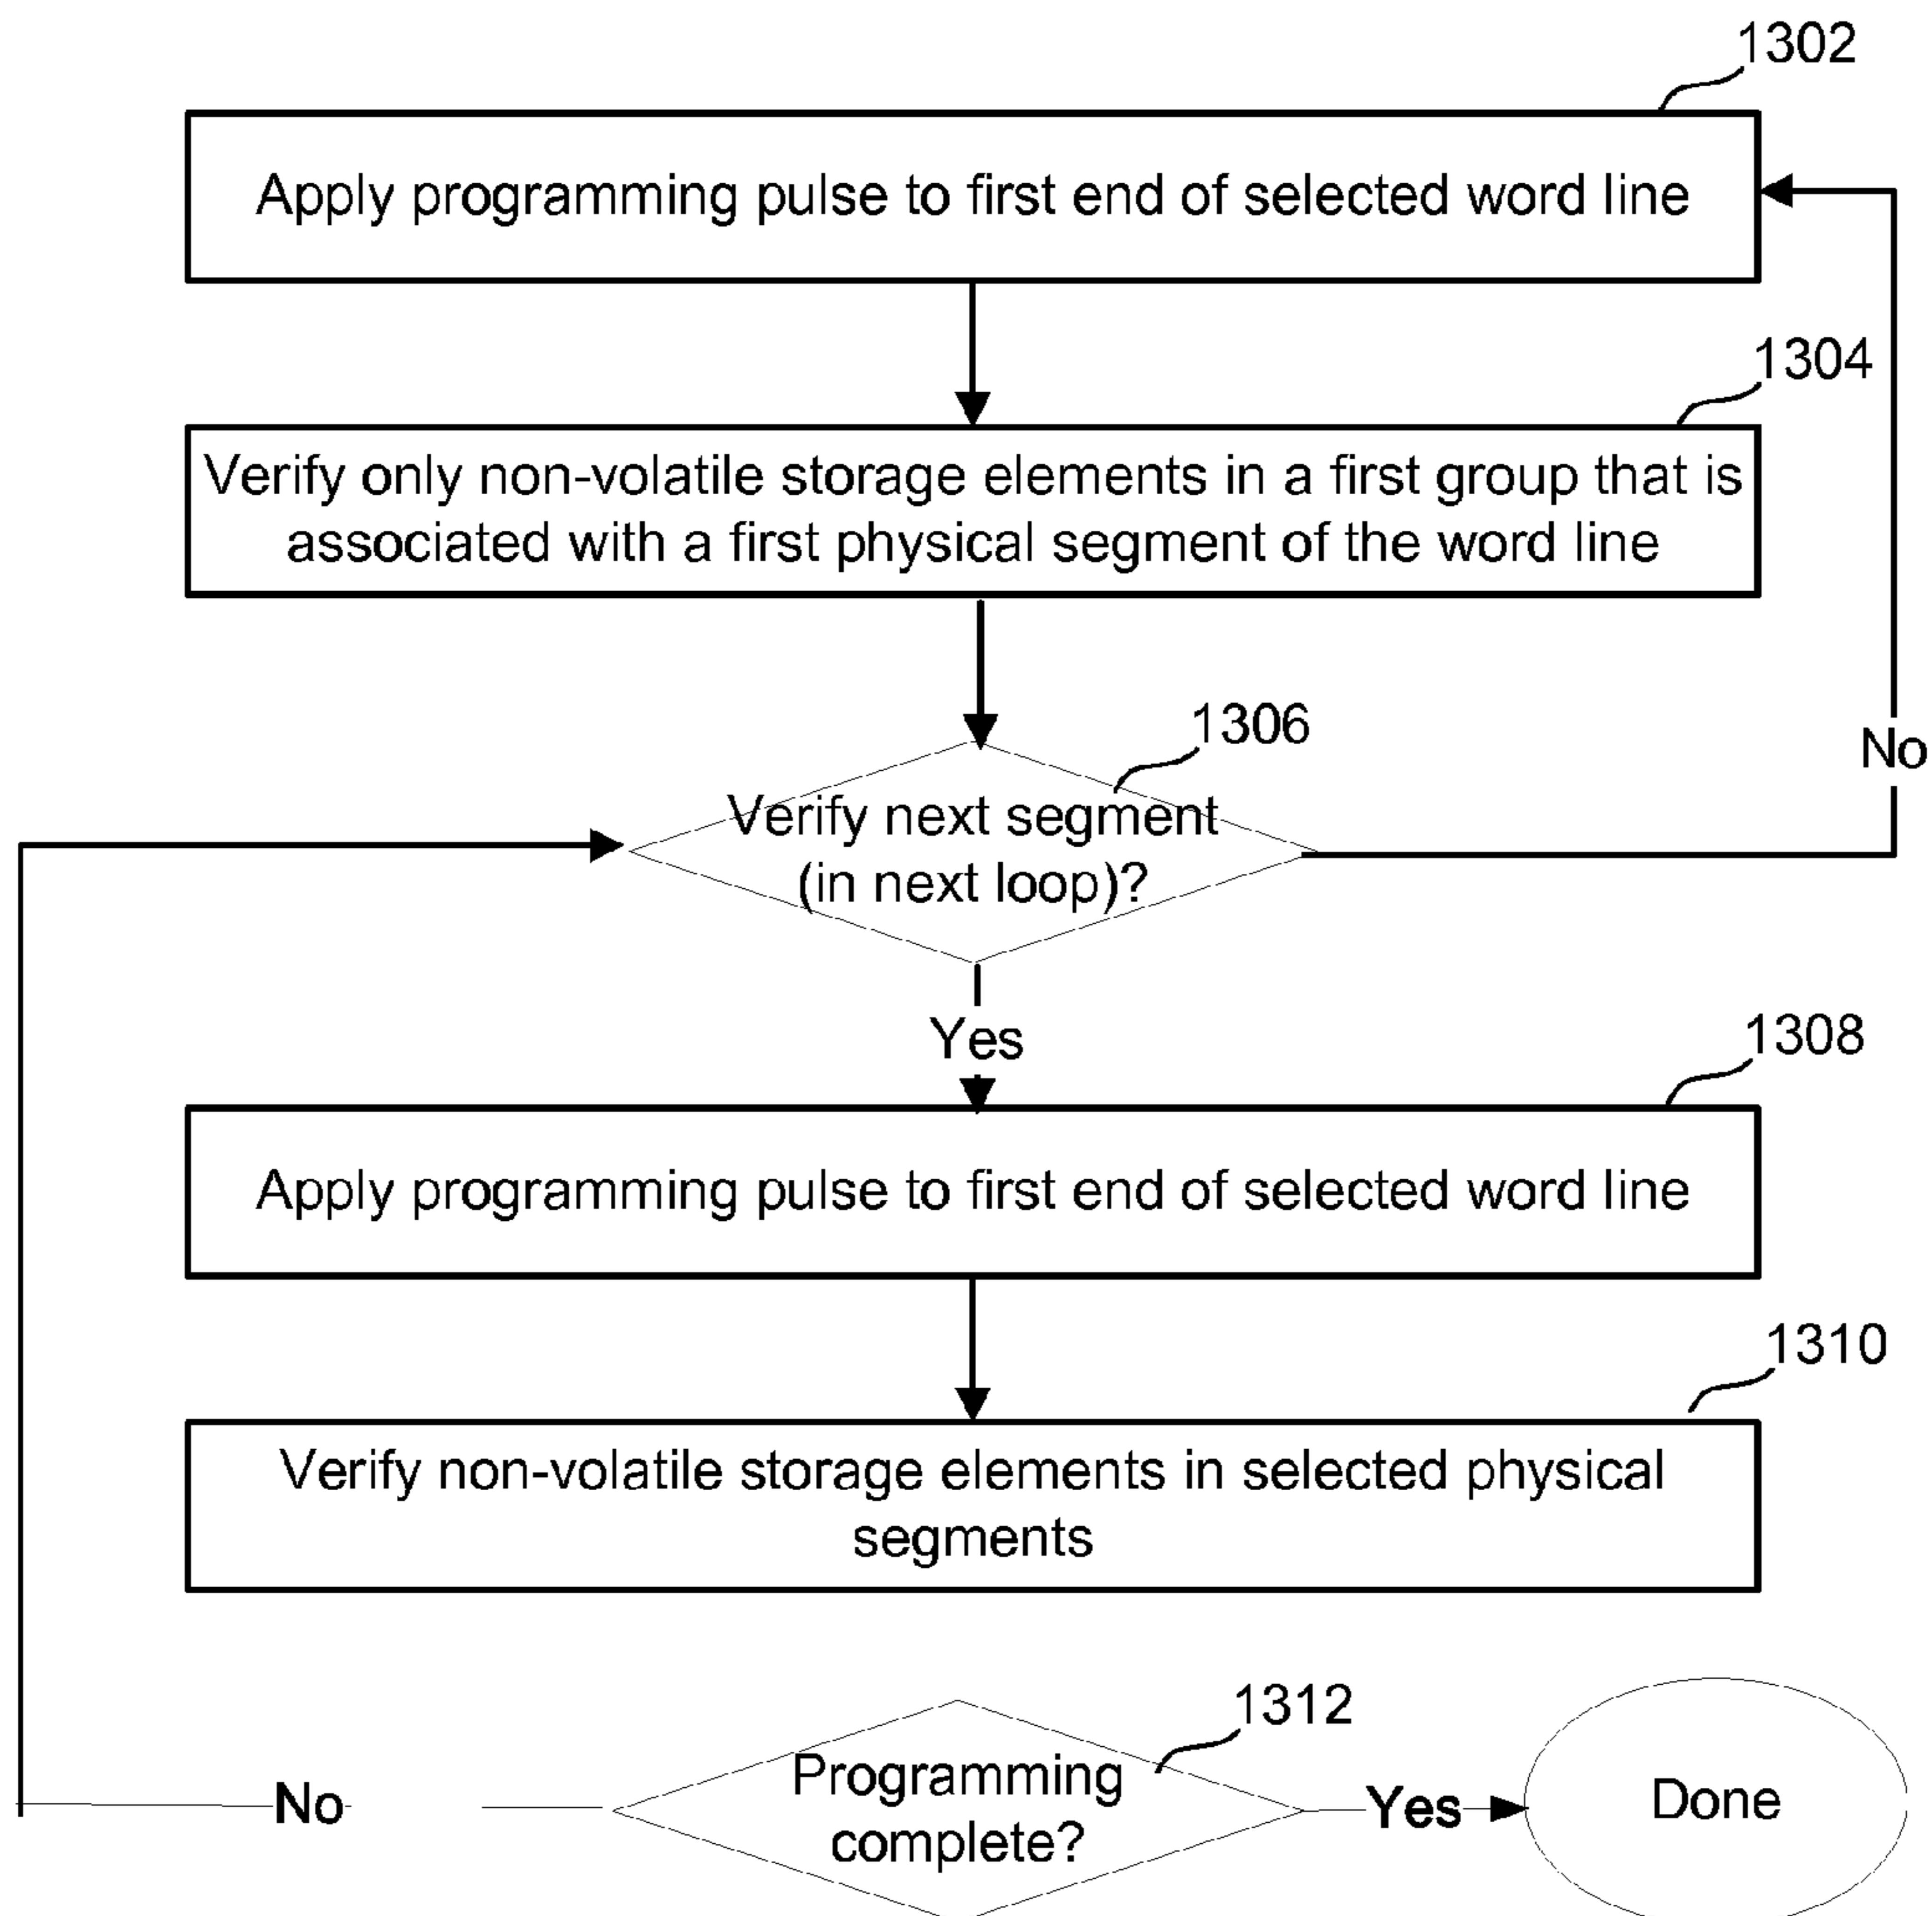 1302
Apply programming pulse to first end of selected word line
1304
Verify only non-volatile storage elements in a first group that is
associated with a first physical segment of the word line
1306
No
Verify next segment
(in next loop)?
Yes
1308
Apply programming pulse to first end of selected word line
1310
Verify non-volatile storage elements in selected physical
segments
1312
Programming
complete?
No
Yes
Done